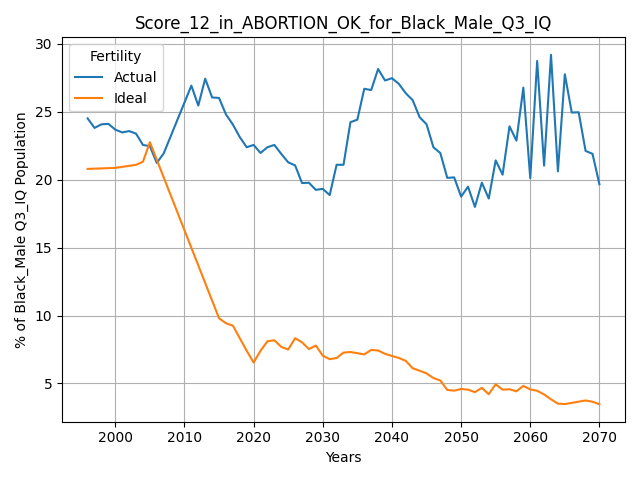 Score_12_in_ABORTION_OK_for_Black_Male_Q3_IQ
Fertility
Actual
Ideal
% of Black_Male Q3_IQ Population
30
25
20
15
10
5
2000 2010 2020 2030 2040 2050 2060 2070
Years